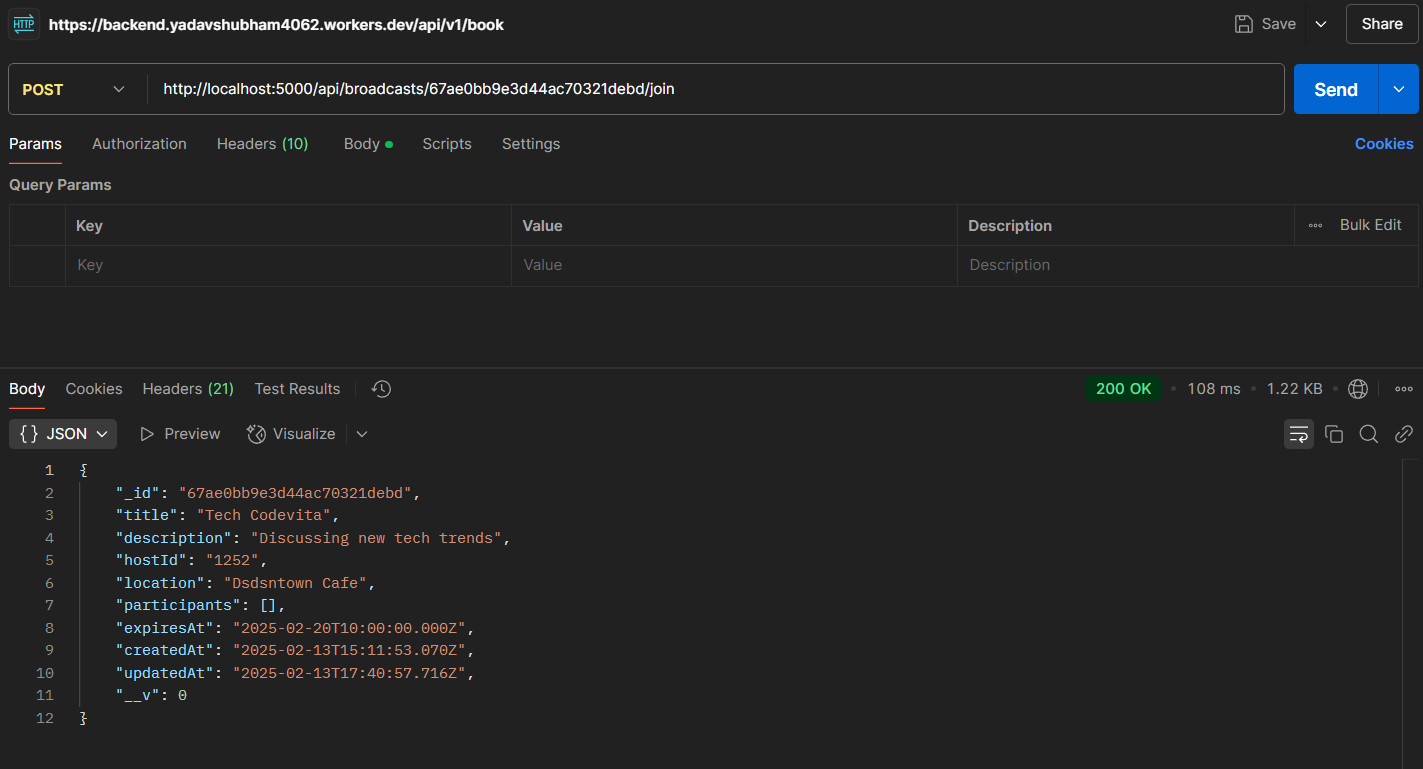 HTTP https://backend.yadavshubham4062.workers.dev/api/v1/book Save Share
POST http://localhost:5000/api/broadcasts/67ae0bb9e3d44ac70321debd/join Send
Params Authorization Headers (10) Body Scripts Settings Cookies
Query Params
Key Value Description Bulk Edit
Key Value Description
Body Cookies Headers (21) Test Results 200 OK 108 ms 1.22 KB
{} JSON Preview Visualize
1 {
2 "_id": "67ae0bb9e3d44ac70321debd",
3 "title": "Tech Codevita",
4 "description": "Discussing new tech trends",
5 "hostId": "1252",
6 "location": "Dsdsntown Cafe",
7 "participants": [],
8 "expiresAt": "2025-02-20T10:00:00.000Z",
9 "createdAt": "2025-02-13T15:11:53.070Z",
10 "updatedAt": "2025-02-13T17:40:57.716Z",
11 "__v": 0
12 }